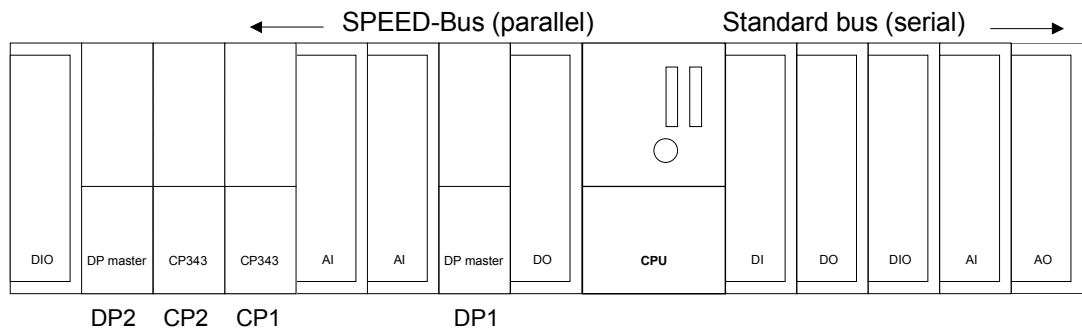 SPEED-Bus (parallel) Standard bus (serial)
DIO DP master CP343 CP343 AI AI DP master DO CPU DI DO DIO AI AO
DP2 CP2 CP1 DP1